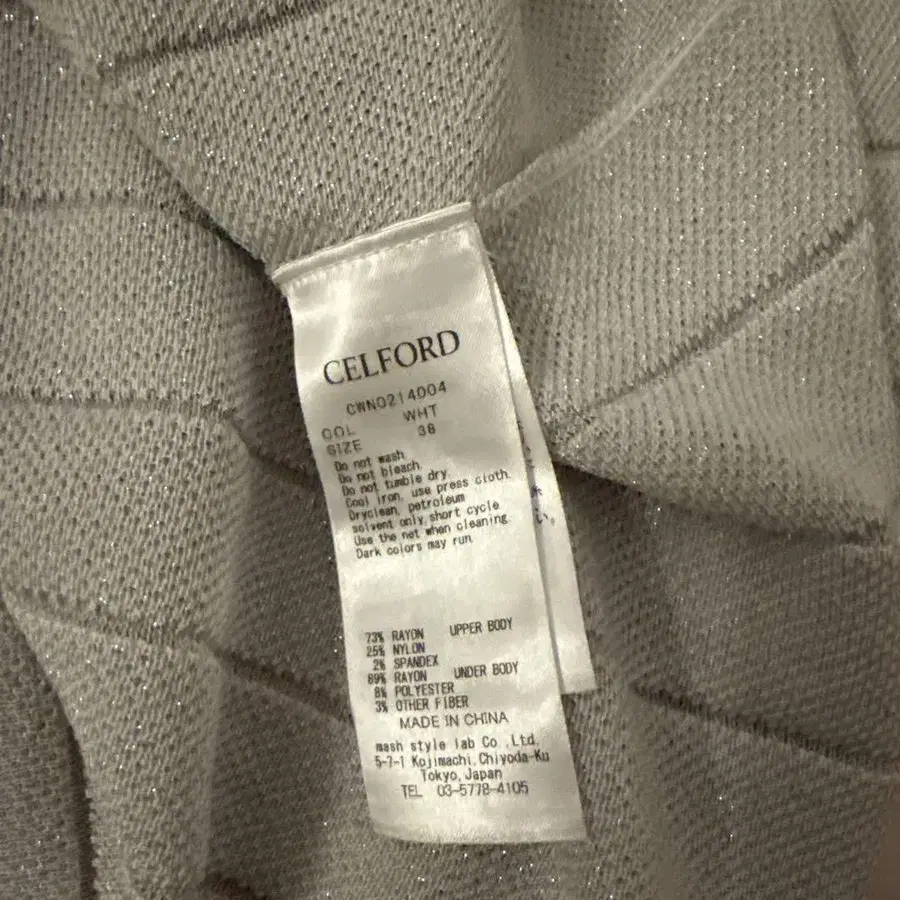 CELFORD
CWNO214004
COL WHT
SIZE 38
Do not wash
Do not bleach
Do not tumble dry.
Cool iron, use press cloth.
Dryclean, petroleum
solvent only, short cycle
Use the net when cleaning.
Dark colors may run
73% RAYON UPPER BODY
25% NYLON
2% SPANDEX
89% RAYON UNDER BODY
8% POLYESTER
3% OTHER FIBER
MADE IN CHINA
mash style lab Co.,Ltd.
5-7-1 Kojimachi, Chiyoda-Ku
Tokyo, Japan
TEL 03-5778-4105